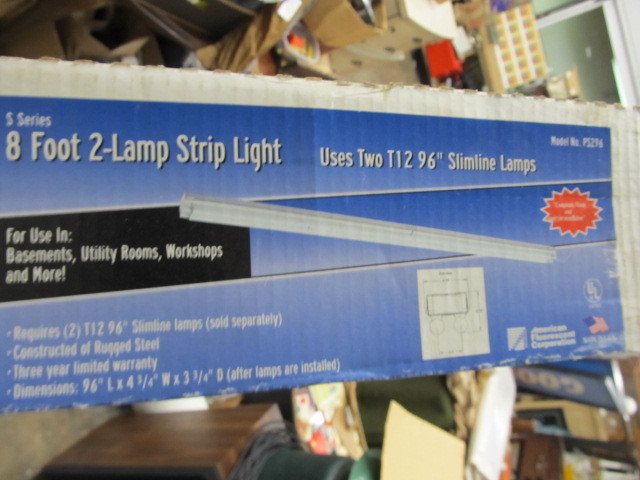 S Series
8 Foot 2-Lamp Strip Light
Uses Two T12 96" Slimline Lamps
Model No. PS296
For Use In:
Basements, Utility Rooms, Workshops
and More!
· Requires (2) T12 96" Slimline lamps (sold separately)
· Constructed of Rugged Steel
· Three year limited warranty
· Dimensions: 96" L x 4 1/4" W x 3 3/4" D (after lamps are installed)
American
Fluorescent
Corporation
UL